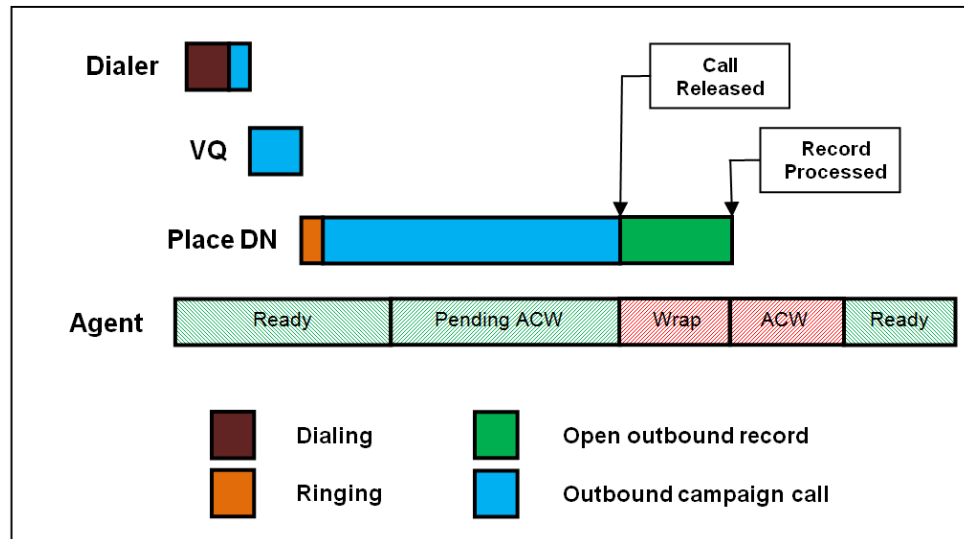 Dialer
Call
Released
VQ
Record
Processed
Place DN
Agent
Ready
Pending ACW
Wrap
ACW
Ready
Dialing
Open outbound record
Ringing
Outbound campaign call